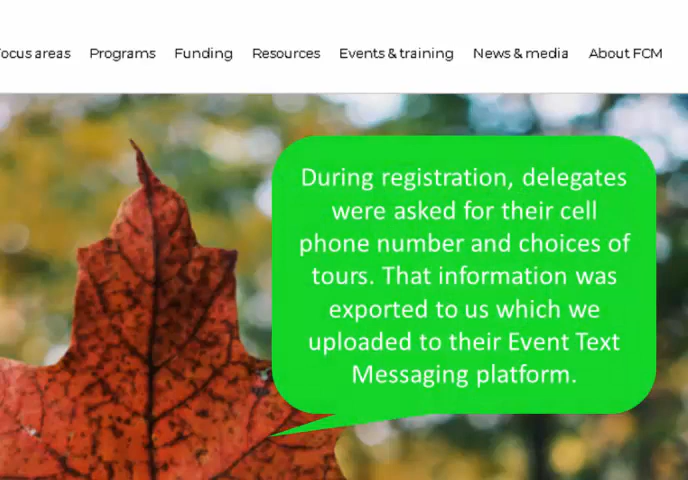 Focus areas Programs Funding Resources Events & training News & media About FCM
During registration, delegates
were asked for their cell
phone number and choices of
tours. That information was
exported to us which we
uploaded to their Event Text
Messaging platform.